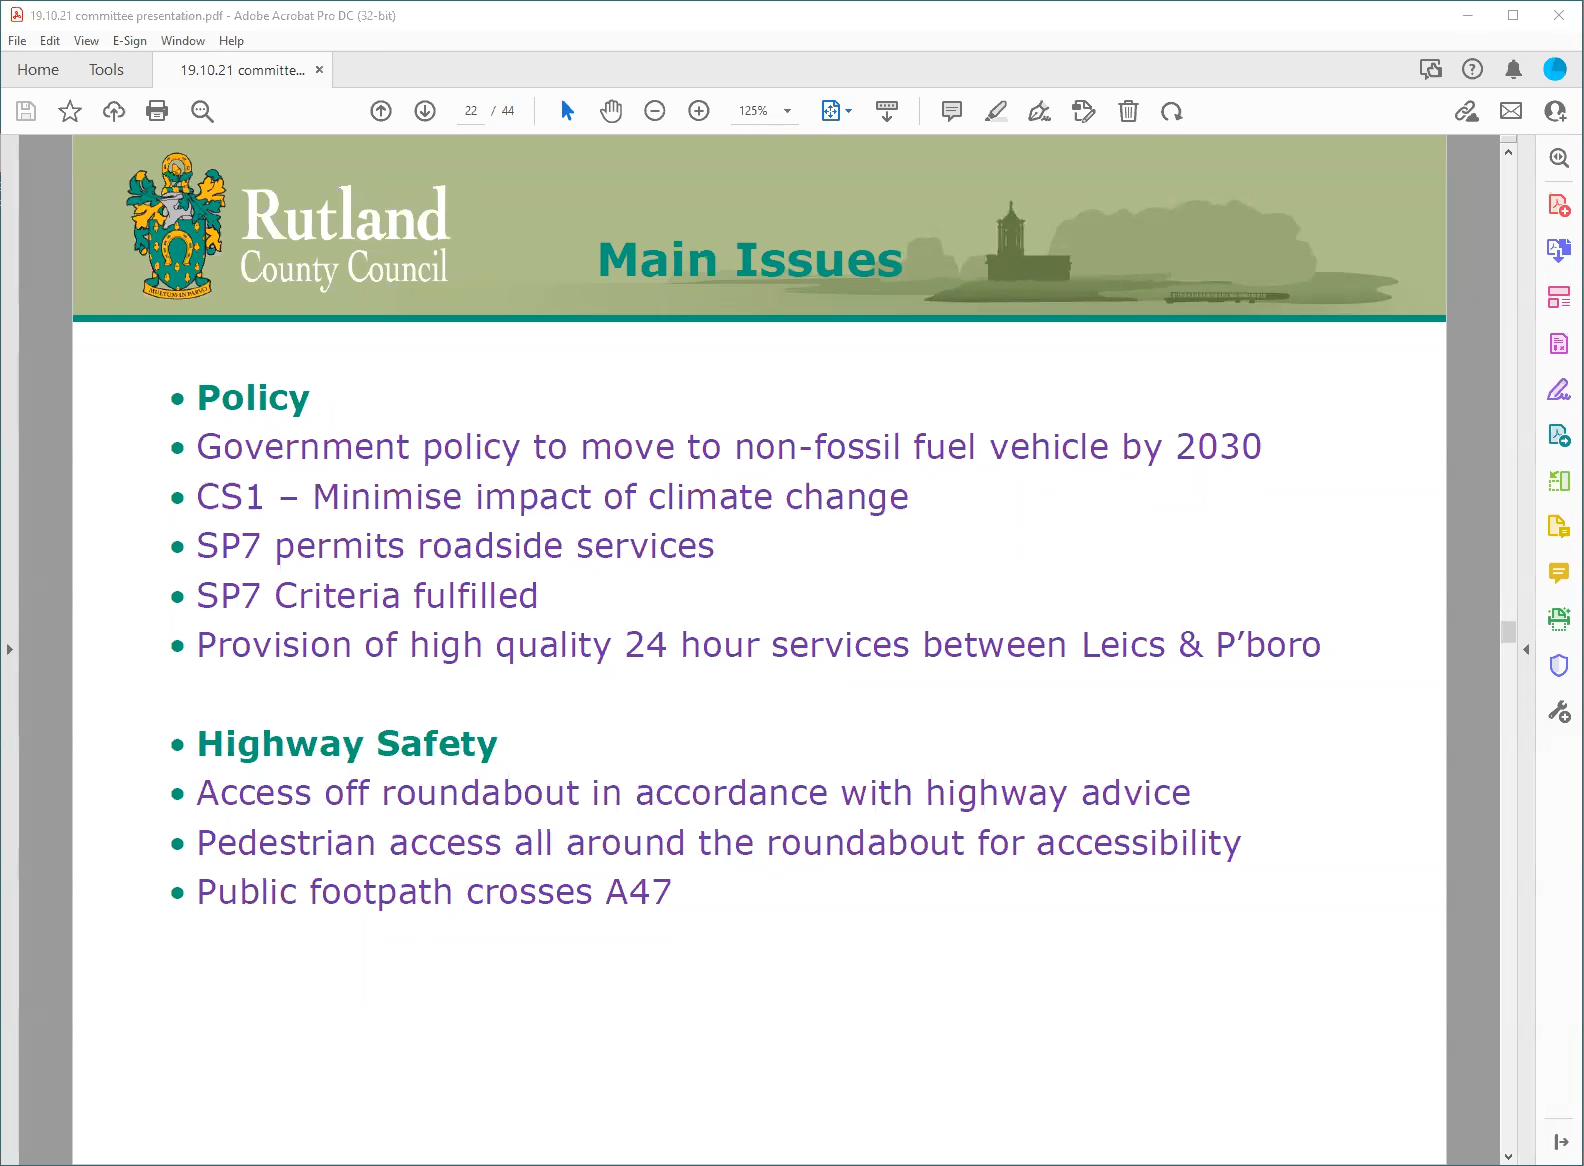 19.10.21 committee presentation.pdf - Adobe Acrobat Pro DC (32-bit)
File Edit View E-Sign Window Help
Home Tools 19.10.21 committe... ×
22 / 44 125%
Rutland
County Council
MULTUM IN PARVO
Main Issues
• Policy
• Government policy to move to non-fossil fuel vehicle by 2030
• CS1 – Minimise impact of climate change
• SP7 permits roadside services
• SP7 Criteria fulfilled
• Provision of high quality 24 hour services between Leics & P’boro
• Highway Safety
• Access off roundabout in accordance with highway advice
• Pedestrian access all around the roundabout for accessibility
• Public footpath crosses A47